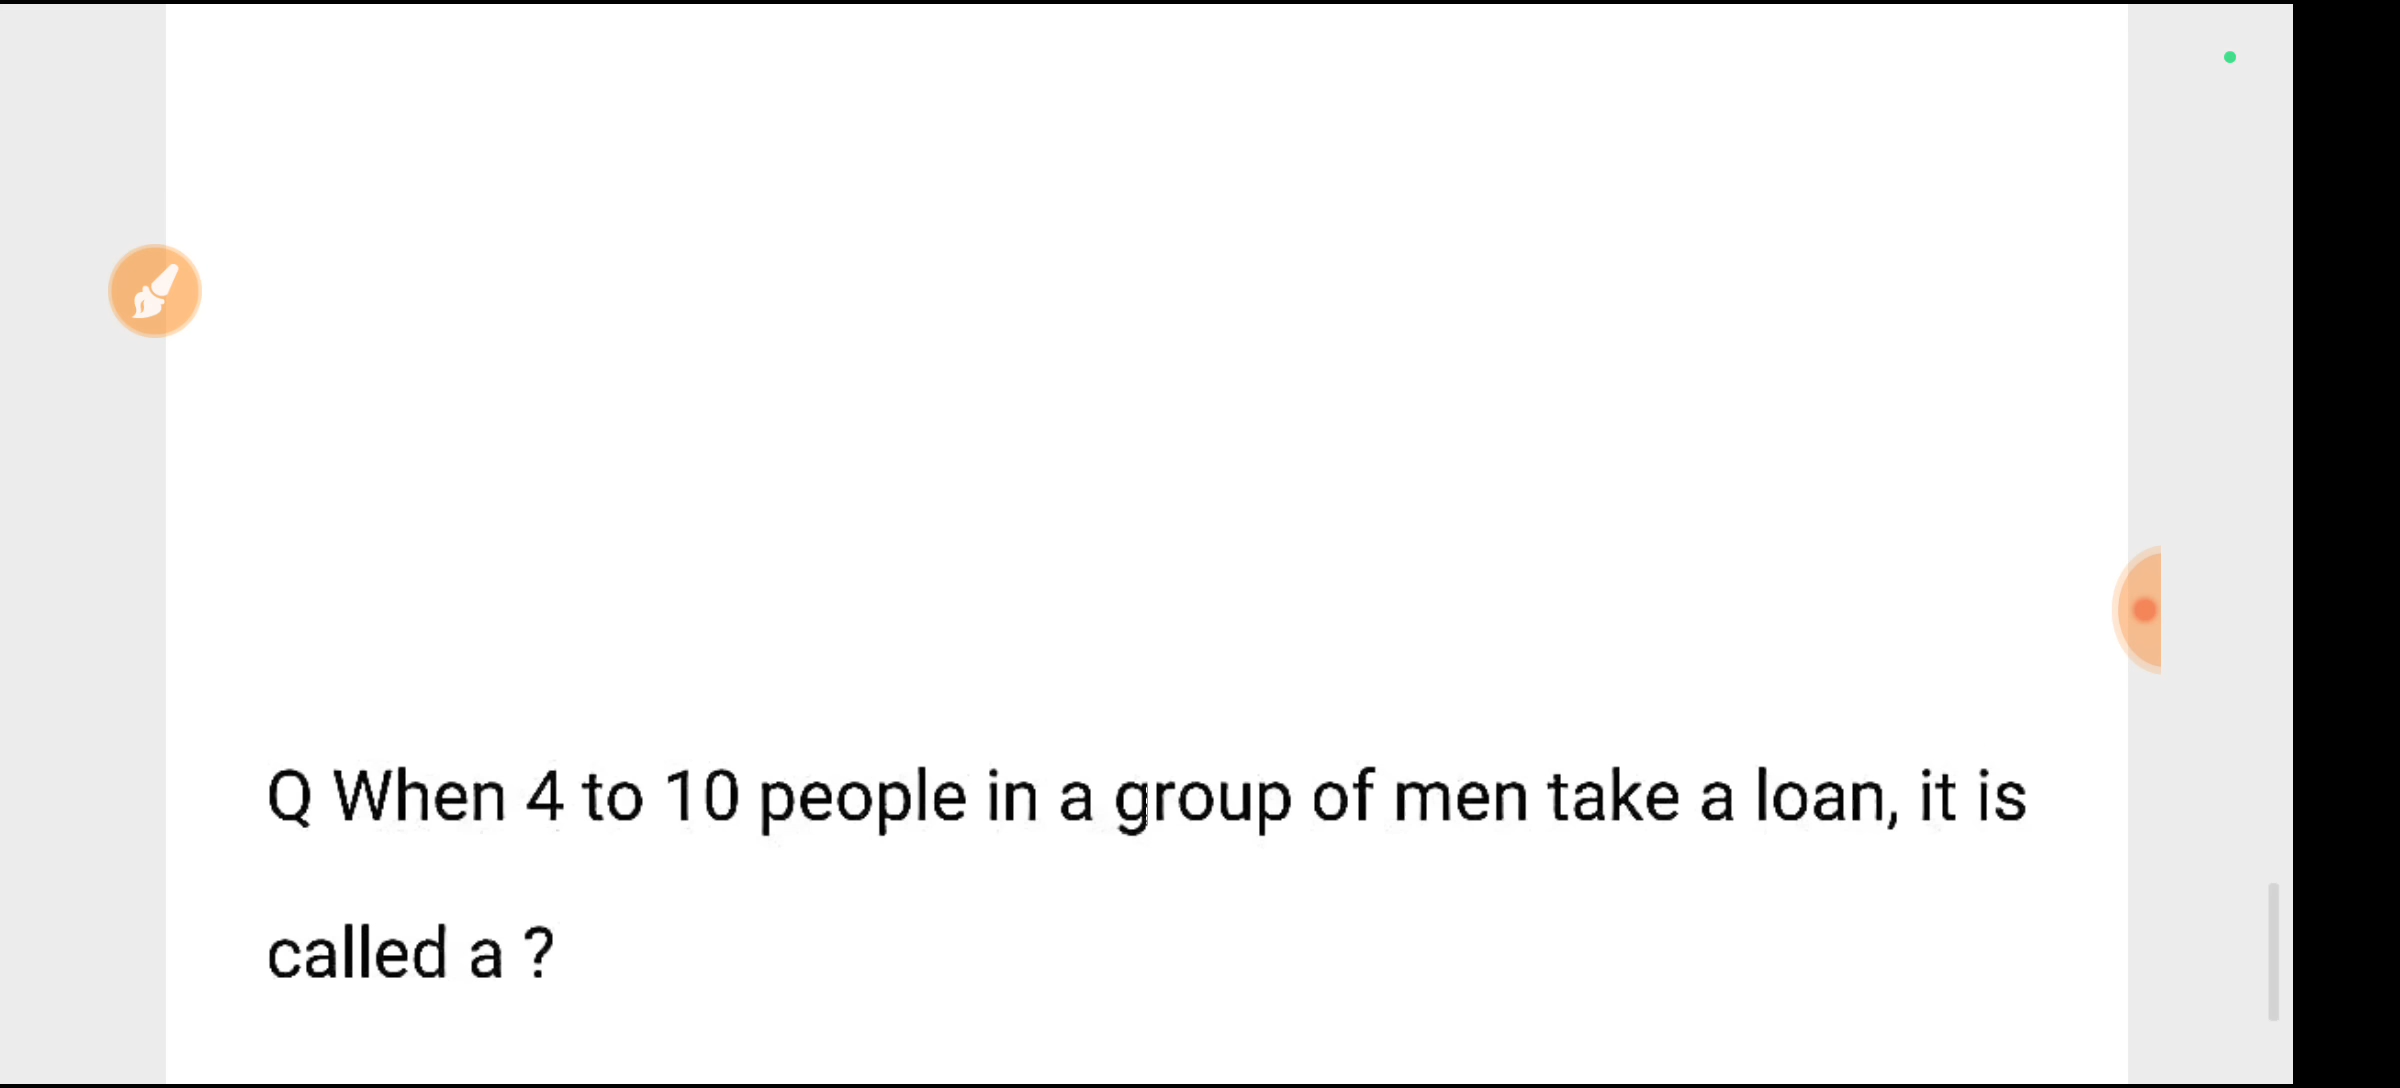 Q When 4 to 10 people in a group of men take a loan, it is
called a ?